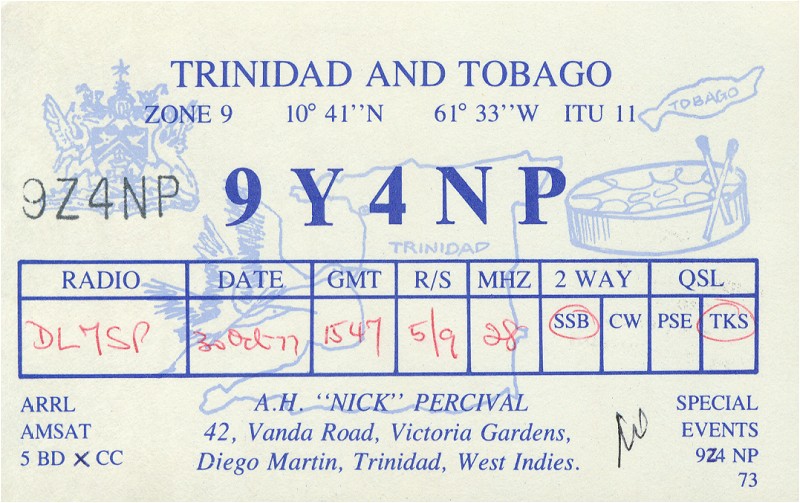 TRINIDAD AND TOBAGO
ZONE 9 10° 41''N 61° 33''W ITU 11
TOBAGO
9Z4NP 9Y4NP
TRINIDAD
RADIO DATE GMT R/S MHZ 2 WAY QSL
DL7SP 30 Oct 77 1547 5/9 28 SSB CW PSE TKS
ARRL A.H. "NICK" PERCIVAL SPECIAL
AMSAT 42, Vanda Road, Victoria Gardens, EVENTS
5 BD X CC Diego Martin, Trinidad, West Indies. 9Z4 NP
73